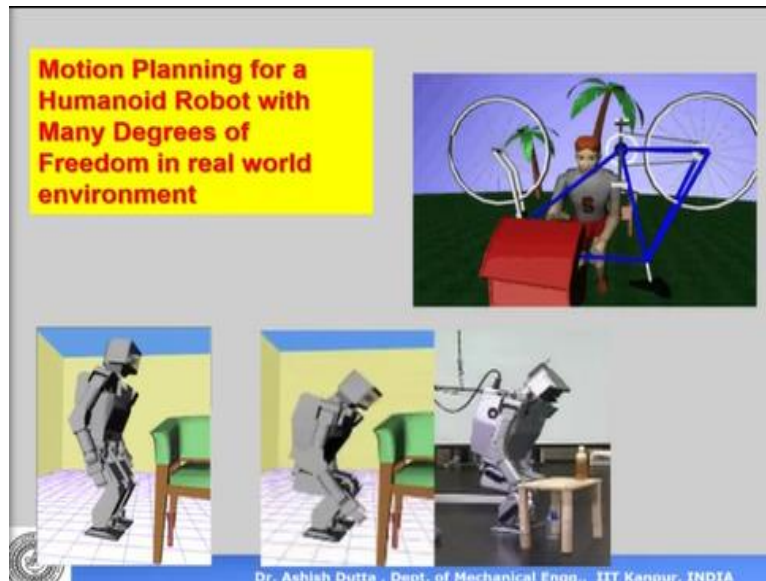 Motion Planning for a
Humanoid Robot with
Many Degrees of
Freedom in real world
environment
S
Dr. Ashish Dutta , Dept. of Mechanical Engg., IIT Kanpur, INDIA